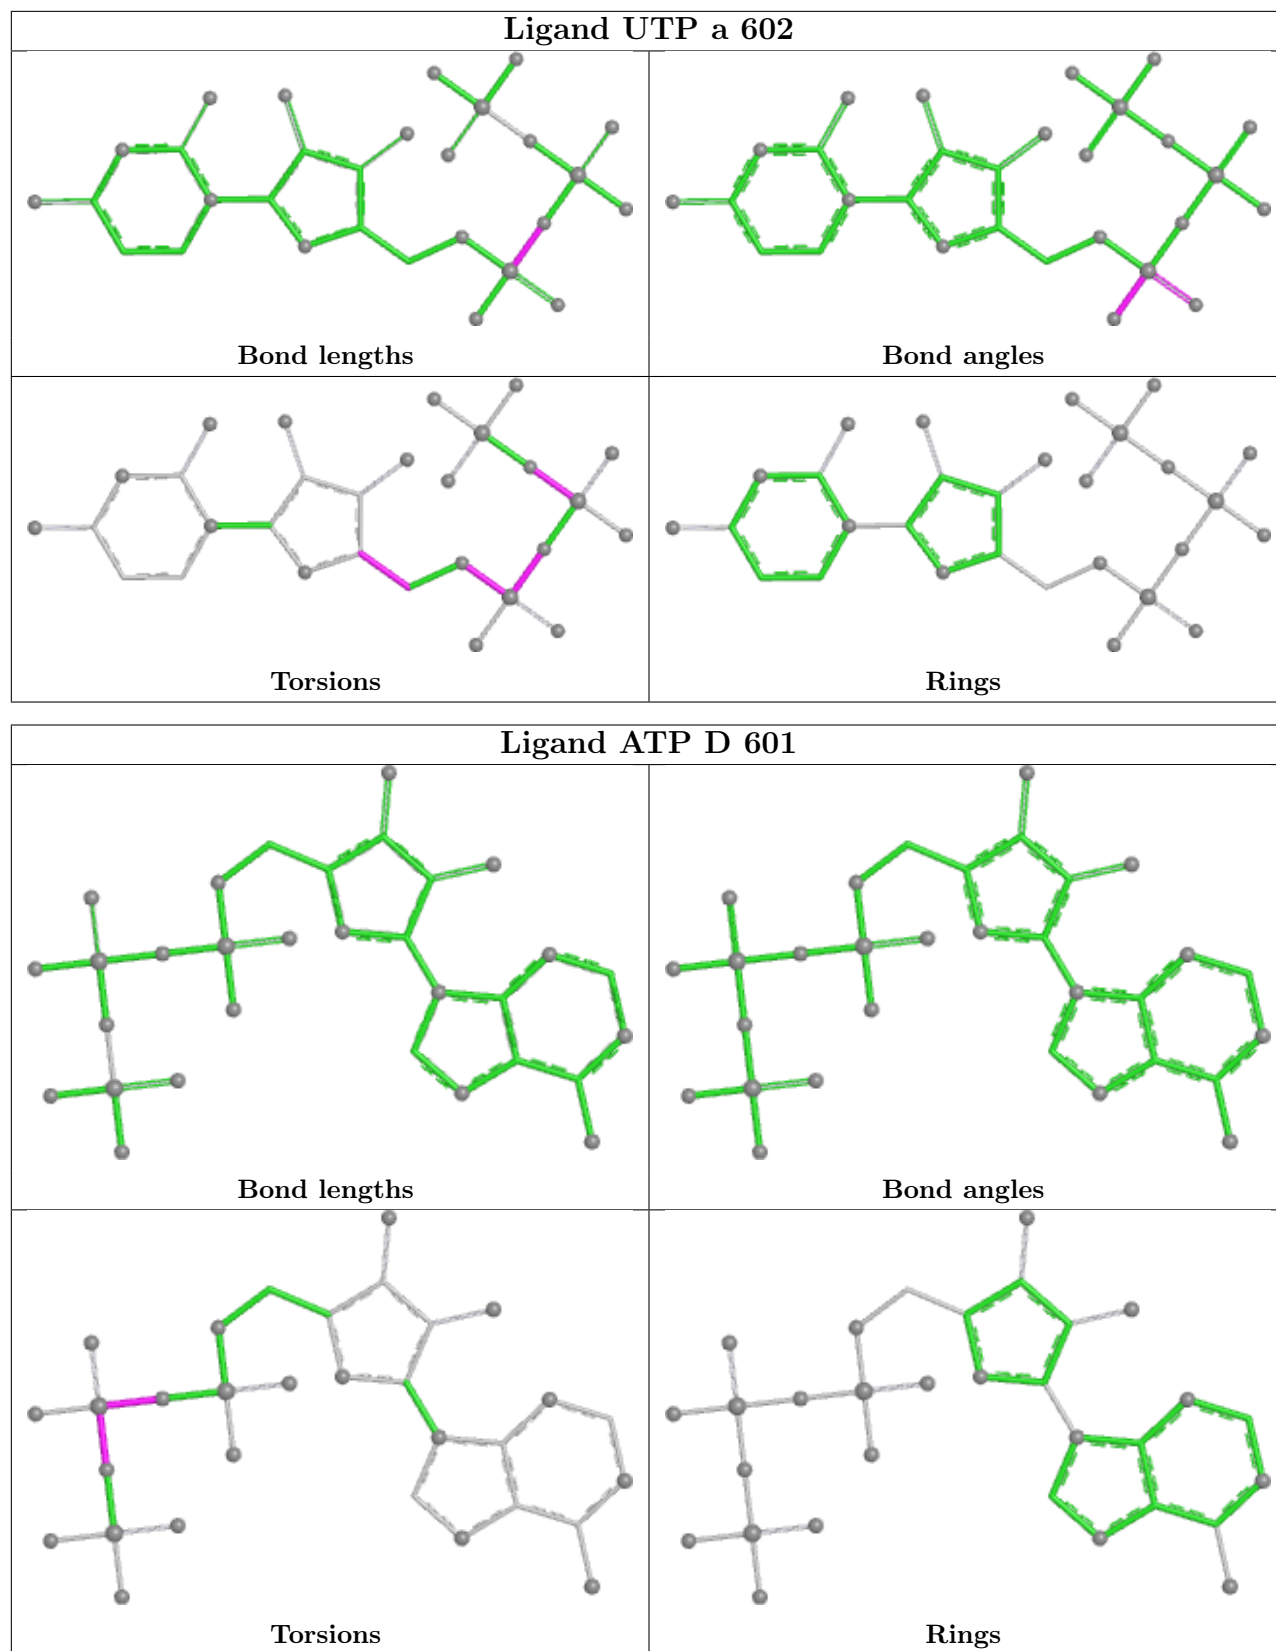 Ligand UTP a 602
Bond lengths
Bond angles
Torsions
Rings
Ligand ATP D 601
Bond lengths
Bond angles
Torsions
Rings